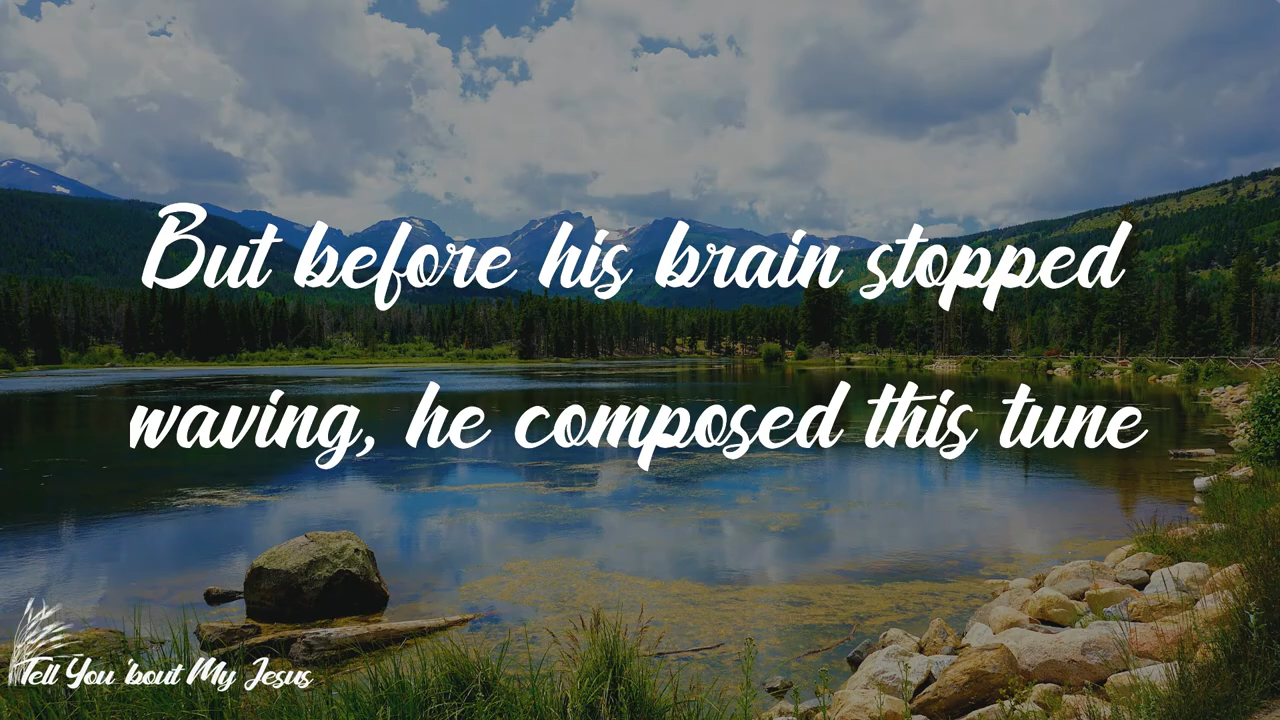 But before his brain stopped
waving, he composed this tune
Tell You 'bout My Jesus